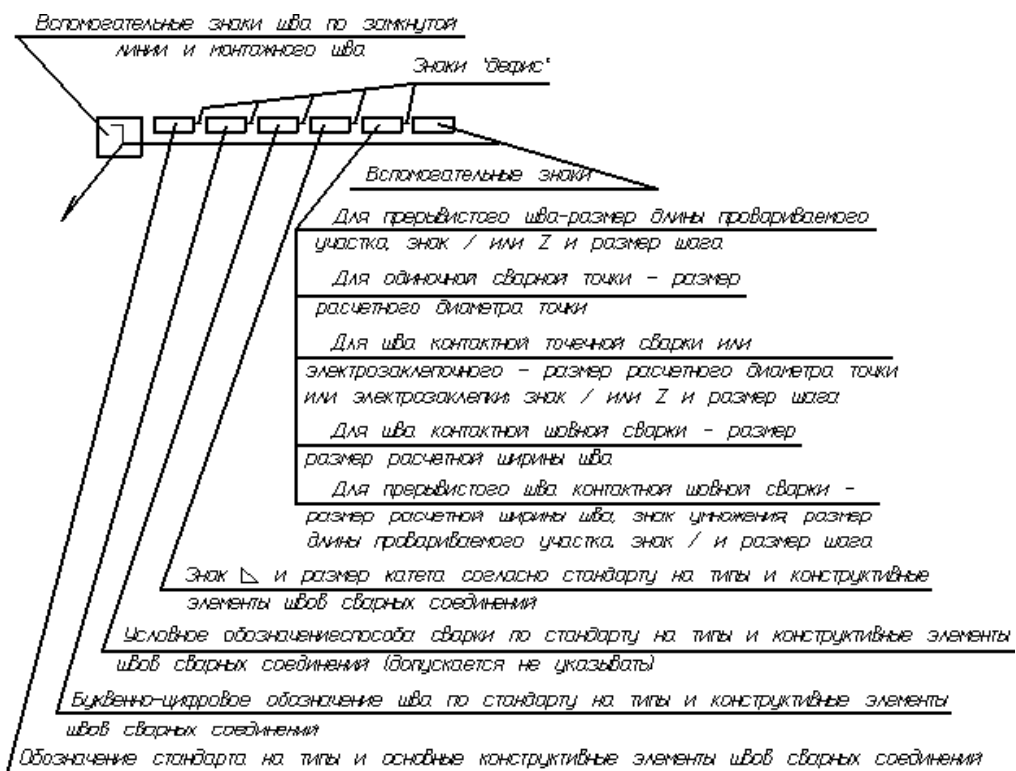 Вспомогательные знаки шва по замкнутой
линии и монтажного шва
Знаки "дефис"
Вспомогательные знаки
Для прерывистого шва-размер длины провариваемого
участка, знак / или Z и размер шага
Для одиночной сварной точки - размер
расчетного диаметра точки
Для шва контактной точечной сварки или
электрозаклепочного - размер расчетного диаметра точки
или электрозаклепки; знак / или Z и размер шага
Для шва контактной шовной сварки - размер
размер расчетной ширины шва
Для прерывистого шва контактной шовной сварки -
размер расчетной ширины шва, знак умножения, размер
длины провариваемого участка, знак / и размер шага
Знак ◺ и размер катета согласно стандарту на типы и конструктивные
элементы швов сварных соединений
Условное обозначениеспособа сварки по стандарту на типы и конструктивные элементы
швов сварных соединений (допускается не указывать)
Буквенно-цифровое обозначение шва по стандарту на типы и конструктивные элементы
швов сварных соединений
Обозначение стандарта на типы и основные конструктивные элементы швов сварных соединений